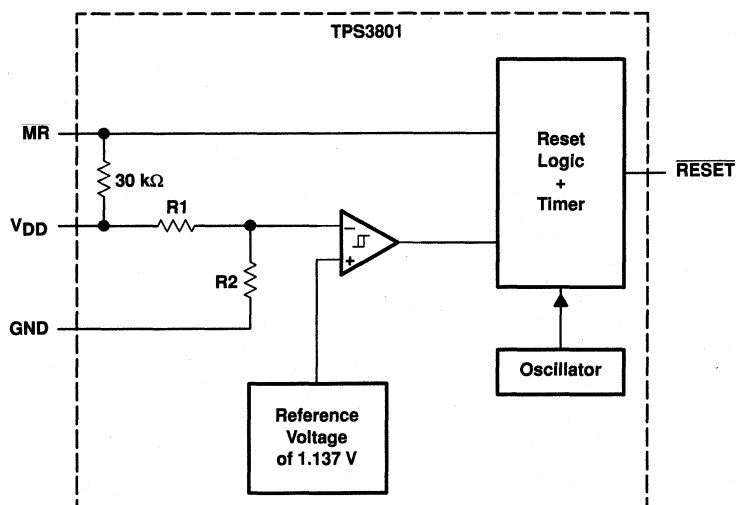 TPS3801
MR
30 kΩ
VDD
R1
R2
GND
−
+
Reset
Logic
+
Timer
RESET
Oscillator
Reference
Voltage
of 1.137 V